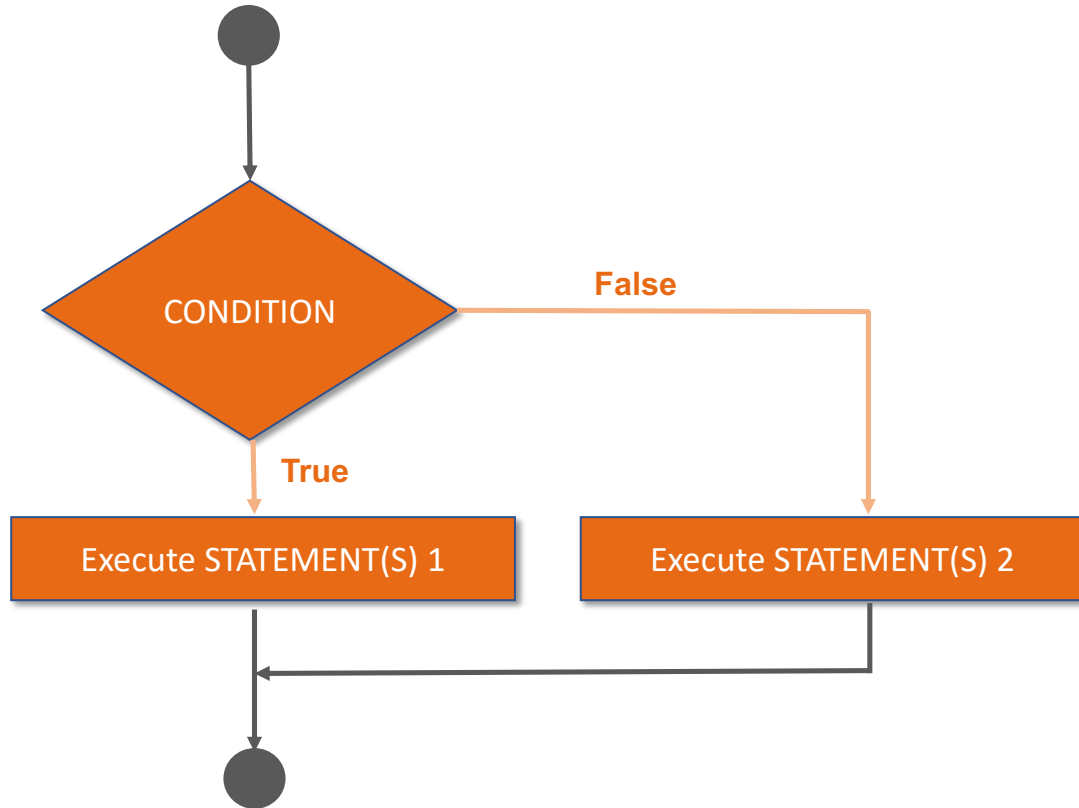 CONDITION
False
True
Execute STATEMENT(S) 1
Execute STATEMENT(S) 2